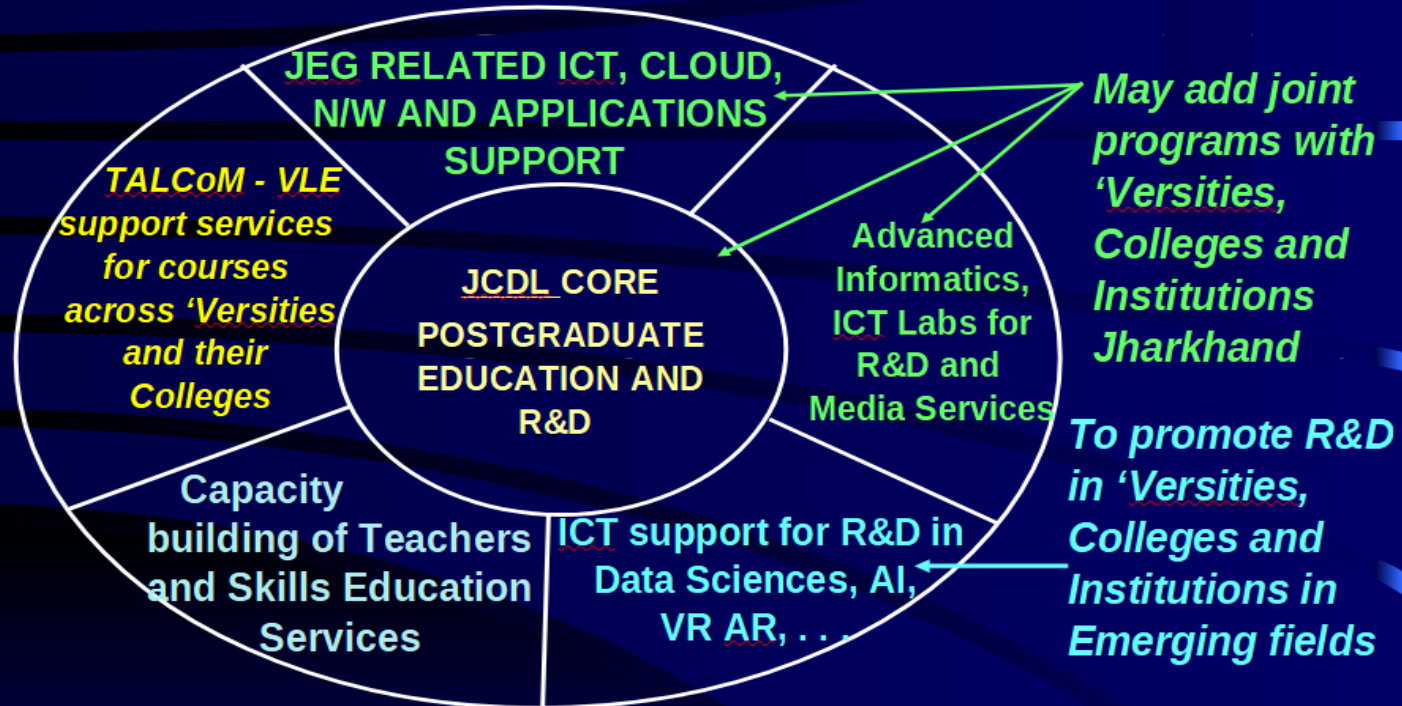 JEG RELATED ICT, CLOUD,
N/W AND APPLICATIONS
SUPPORT
TALCoM - VLE
support services
for courses
across ‘Versities
and their
Colleges
JCDL CORE
POSTGRADUATE
EDUCATION AND
R&D
Advanced
Informatics,
ICT Labs for
R&D and
Media Services
Capacity
building of Teachers
and Skills Education
Services
ICT support for R&D in
Data Sciences, AI,
VR AR, . . .
May add joint
programs with
‘Versities,
Colleges and
Institutions
Jharkhand
To promote R&D
in ‘Versities,
Colleges and
Institutions in
Emerging fields